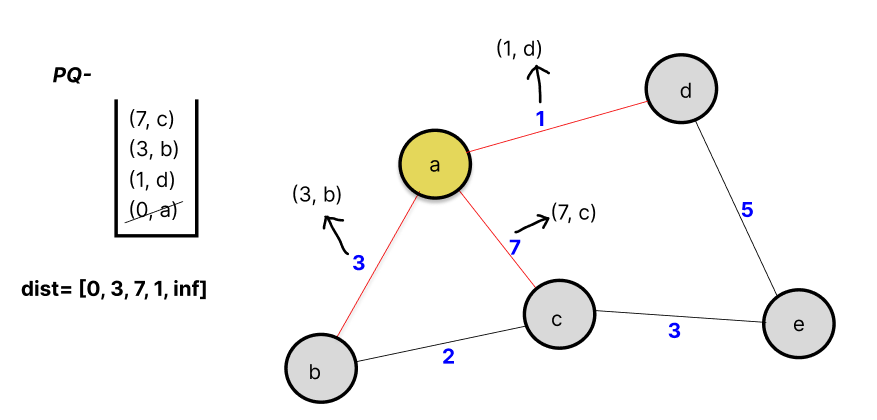 PQ-
(7, c)
(3, b)
(1, d)
(0, a)
dist= [0, 3, 7, 1, inf]
(1, d)
d
1
a
(3, b)
(7, c)
5
7
3
c
e
3
2
b